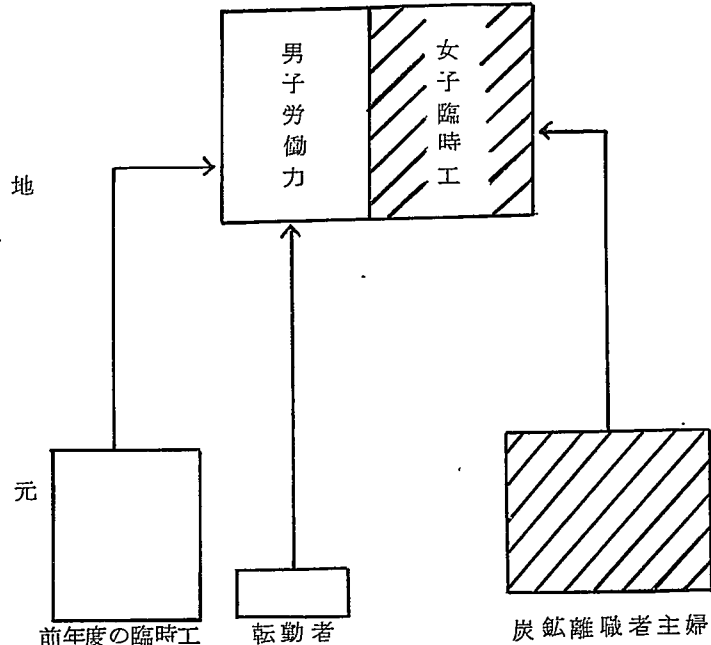 男子労働力
女子臨時工
地元
前年度の臨時工
転勤者
炭鉱離職者主婦